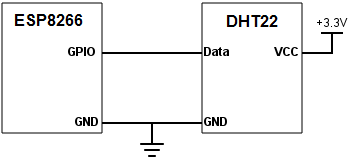 ESP8266
DHT22
+3.3V
GPIO
Data
VCC
GND
GND